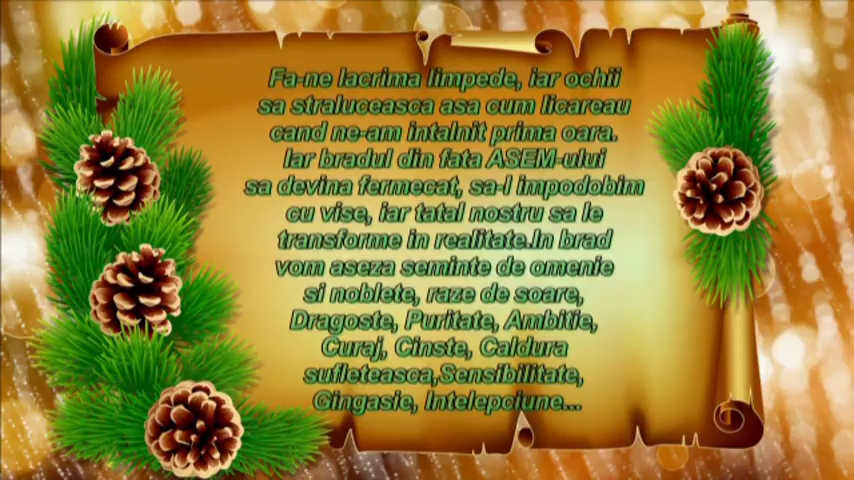 Fa-ne lacrima limpede, iar ochii
sa straluceasca asa cum licareau
cand ne-am intalnit prima oara.
Iar bradul din fata ASEM-ului
sa devina fermecat, sa-l impodobim
cu vise, iar tatal nostru sa le
transforme in realitate.In brad
vom aseza seminte de omenie
si noblete, raze de soare,
Dragoste, Puritate, Ambitie,
Curaj, Cinste, Caldura
sufleteasca,Sensibilitate,
Gingasie, Intelepciune...